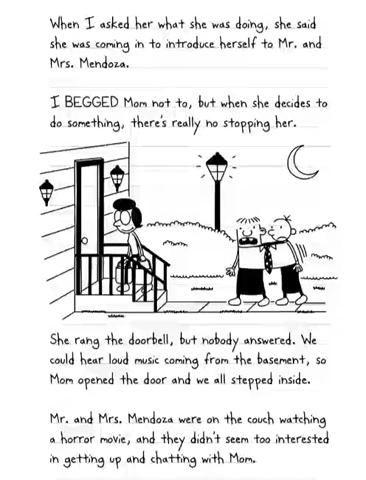 When I asked her what she was doing, she said
she was coming in to introduce herself to Mr. and
Mrs. Mendoza.
I BEGGED Mom not to, but when she decides to
do something, there's really no stopping her.
She rang the doorbell, but nobody answered. We
could hear loud music coming from the basement, so
Mom opened the door and we all stepped inside.
Mr. and Mrs. Mendoza were on the couch watching
a horror movie, and they didn't seem too interested
in getting up and chatting with Mom.